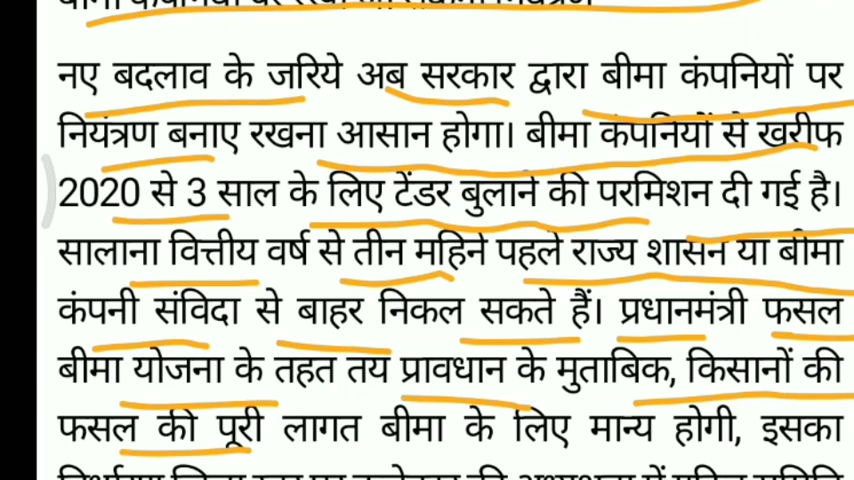 नए बदलाव के जरिये अब सरकार द्वारा बीमा कंपनियों पर
नियंत्रण बनाए रखना आसान होगा। बीमा कंपनियों से खरीफ
2020 से 3 साल के लिए टेंडर बुलाने की परमिशन दी गई है।
सालाना वित्तीय वर्ष से तीन महिने पहले राज्य शासन या बीमा
कंपनी संविदा से बाहर निकल सकते हैं। प्रधानमंत्री फसल
बीमा योजना के तहत तय प्रावधान के मुताबिक, किसानों की
फसल की पूरी लागत बीमा के लिए मान्य होगी, इसका